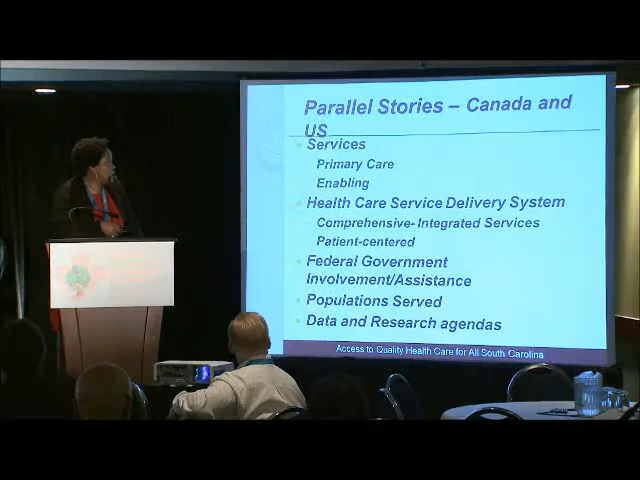 Parallel Stories – Canada and
US
Services
Primary Care
Enabling
Health Care Service Delivery System
Comprehensive- Integrated Services
Patient-centered
Federal Government
Involvement/Assistance
Populations Served
Data and Research agendas
Access to Quality Health Care for All South Carolina